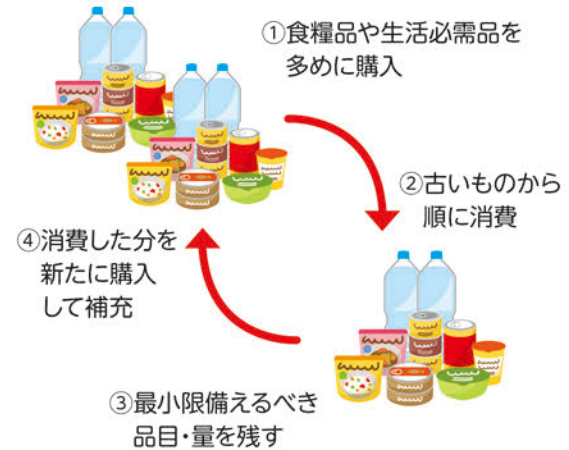 ①食糧品や生活必需品を
多めに購入
②古いものから
順に消費
③最小限備えるべき
品目・量を残す
④消費した分を
新たに購入
して補充